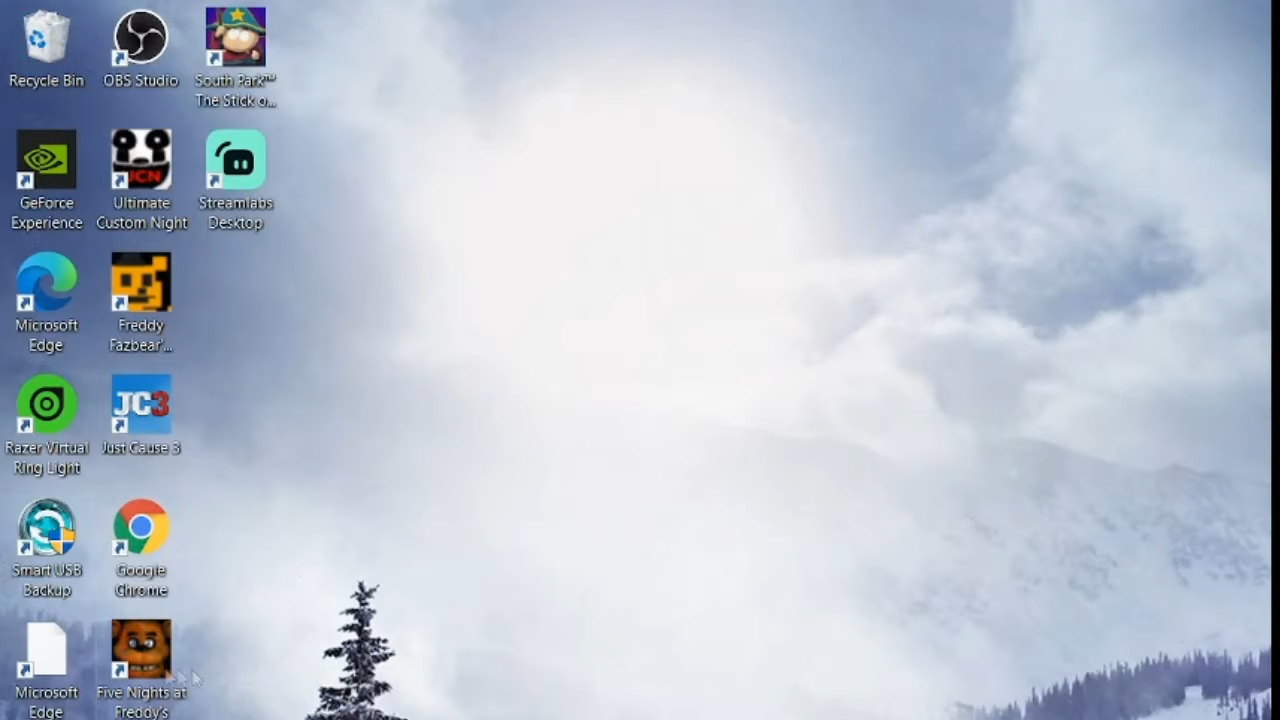 Recycle Bin
OBS Studio
South Park™
The Stick o...
GeForce
Experience
UCN
Ultimate
Custom Night
Streamlabs
Desktop
Microsoft
Edge
Freddy
Fazbear'...
Razer Virtual
Ring Light
JC3
Just Cause 3
Smart USB
Backup
Google
Chrome
Microsoft
Edge
Five Nights at
Freddy's